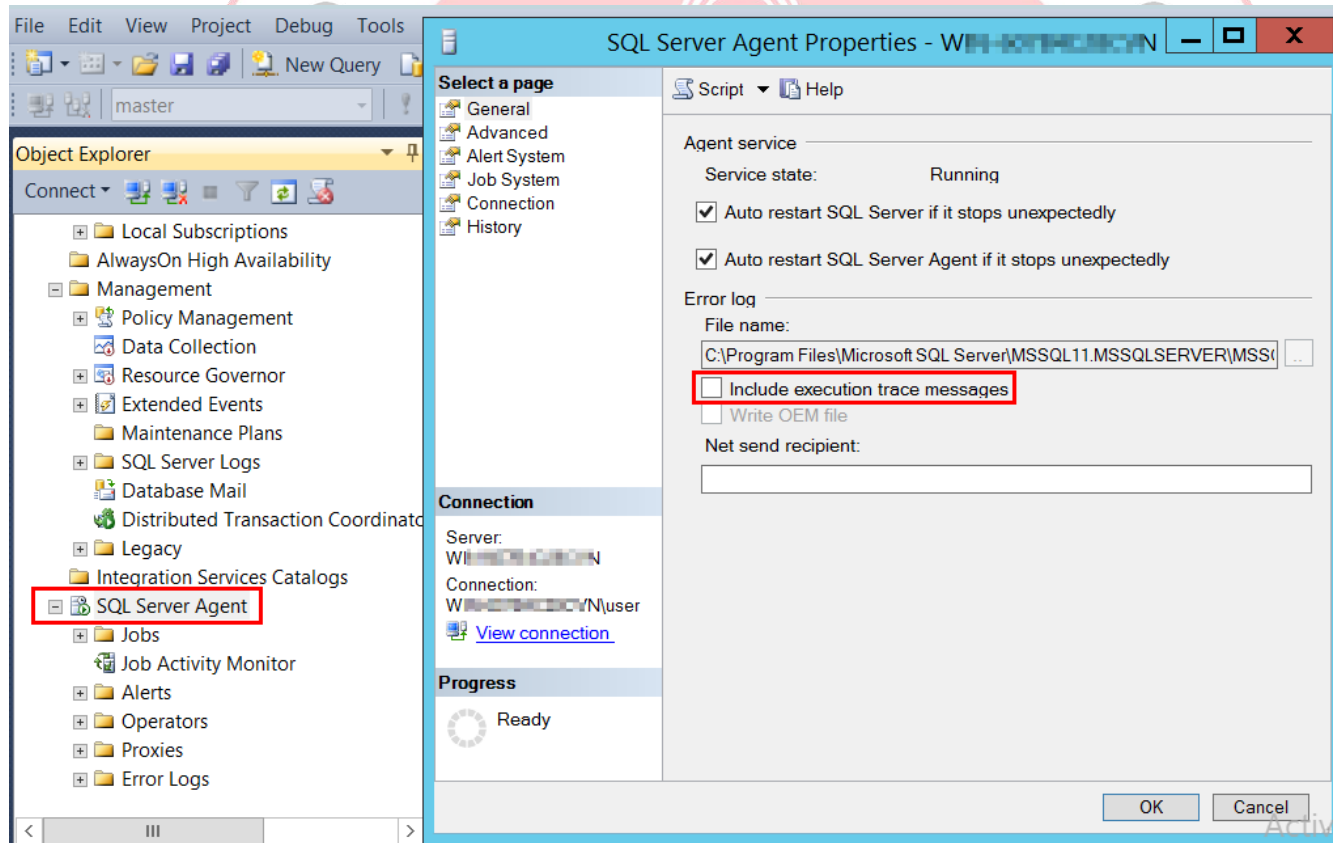 File Edit View Project Debug Tools
New Query
master
Object Explorer
Connect
Local Subscriptions
AlwaysOn High Availability
Management
Policy Management
Data Collection
Resource Governor
Extended Events
Maintenance Plans
SQL Server Logs
Database Mail
Distributed Transaction Coordinato
Legacy
Integration Services Catalogs
SQL Server Agent
Jobs
Job Activity Monitor
Alerts
Operators
Proxies
Error Logs
SQL Server Agent Properties -
Select a page
General
Advanced
Alert System
Job System
Connection
History
Connection
Server:
Connection:
View connection
Progress
Ready
Script Help
Agent service
Service state: Running
Auto restart SQL Server if it stops unexpectedly
Auto restart SQL Server Agent if it stops unexpectedly
Error log
File name:
C:\Program Files\Microsoft SQL Server\MSSQL11.MSSQLSERVER\MSS
Include execution trace messages
Write OEM file
Net send recipient:
OK Cancel
Activ